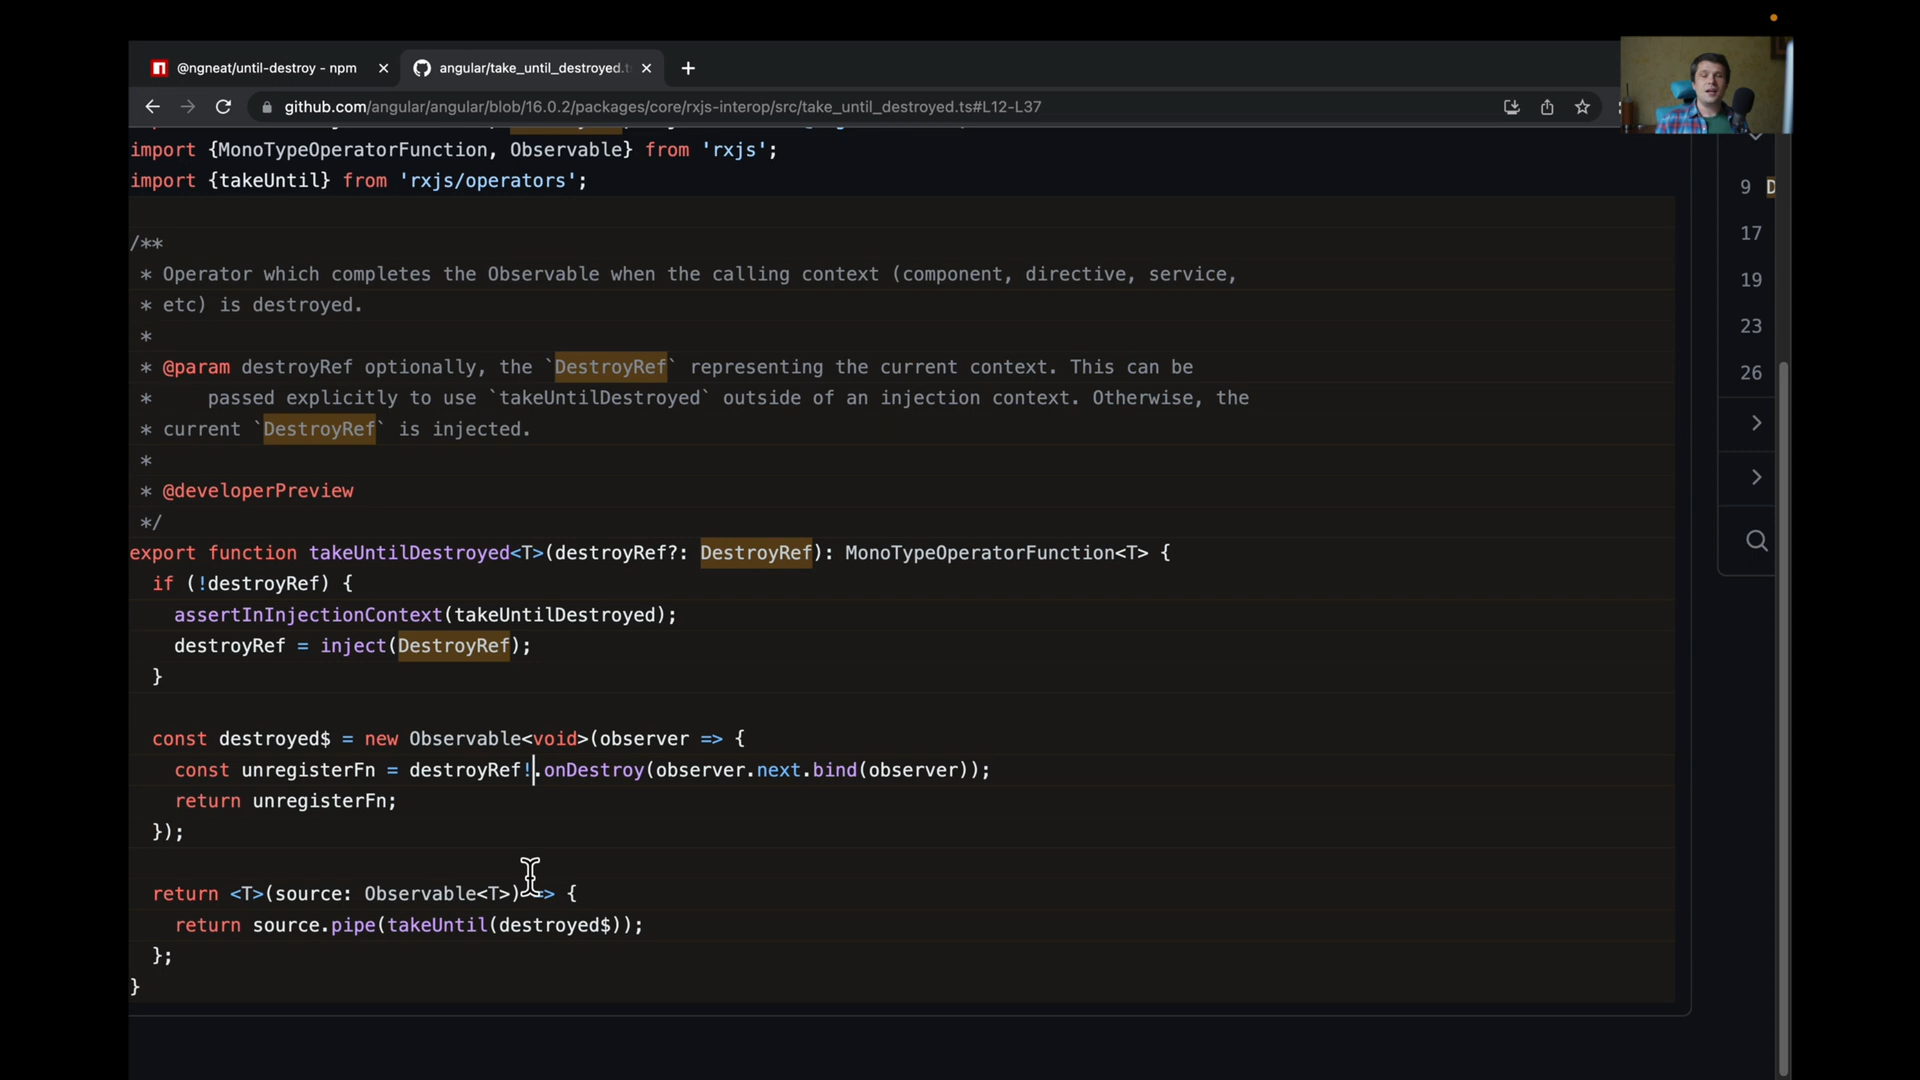 @ngneat/until-destroy - npm
angular/take_until_destroyed.t
github.com/angular/angular/blob/16.0.2/packages/core/rxjs-interop/src/take_until_destroyed.ts#L12-L37
import {MonoTypeOperatorFunction, Observable} from 'rxjs';
import {takeUntil} from 'rxjs/operators';
/**
* Operator which completes the Observable when the calling context (component, directive, service,
* etc) is destroyed.
*
* @param destroyRef optionally, the `DestroyRef` representing the current context. This can be
* passed explicitly to use `takeUntilDestroyed` outside of an injection context. Otherwise, the
* current `DestroyRef` is injected.
*
* @developerPreview
*/
export function takeUntilDestroyed<T>(destroyRef?: DestroyRef): MonoTypeOperatorFunction<T> {
if (!destroyRef) {
assertInInjectionContext(takeUntilDestroyed);
destroyRef = inject(DestroyRef);
}
const destroyed$ = new Observable<void>(observer => {
const unregisterFn = destroyRef!.onDestroy(observer.next.bind(observer));
return unregisterFn;
});
return <T>(source: Observable<T>) => {
return source.pipe(takeUntil(destroyed$));
};
}
9 D
17
19
23
26